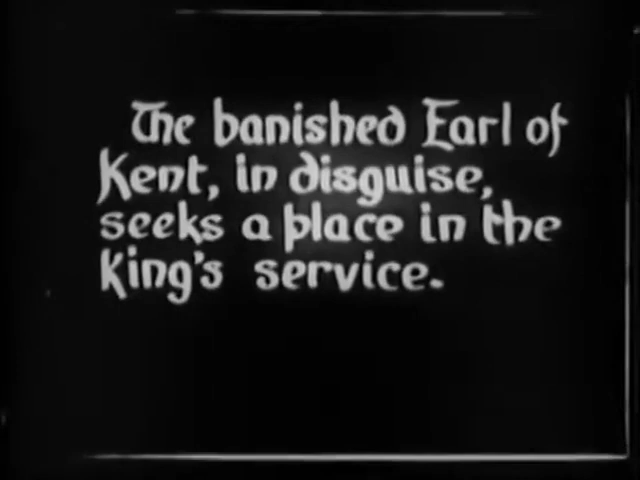 The banished Earl of
Kent, in disguise,
seeks a place in the
King's service.